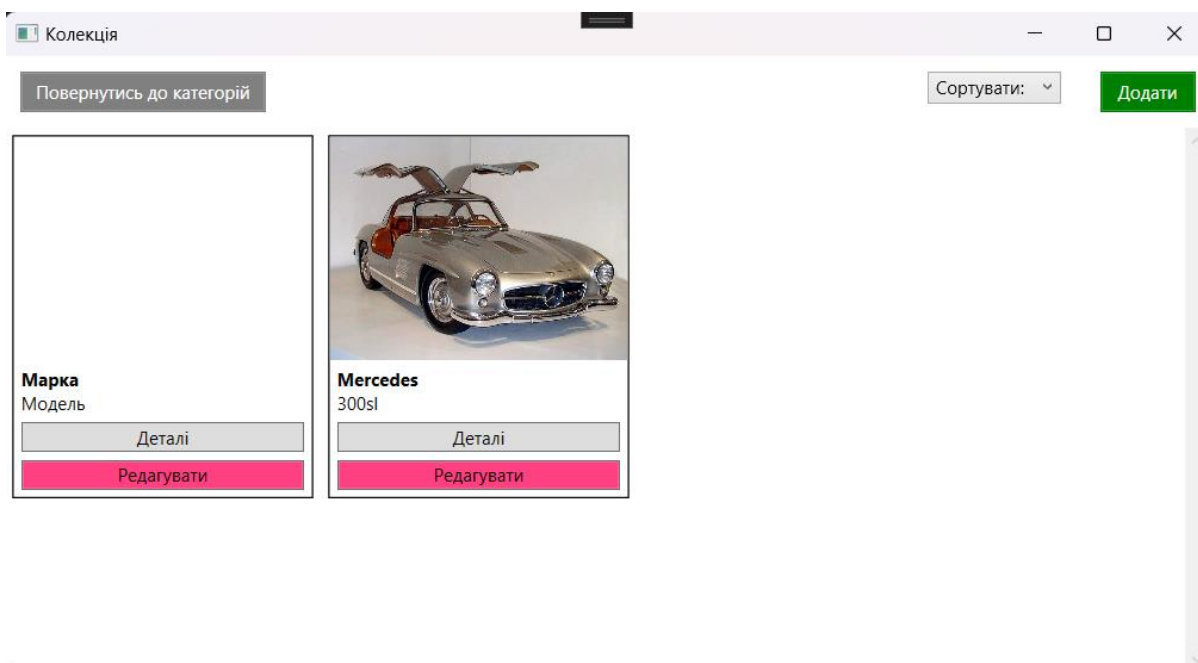 Колекція
Повернутись до категорій
Сортувати:
Додати
Марка
Модель
Деталі
Редагувати
Mercedes
300sl
Деталі
Редагувати